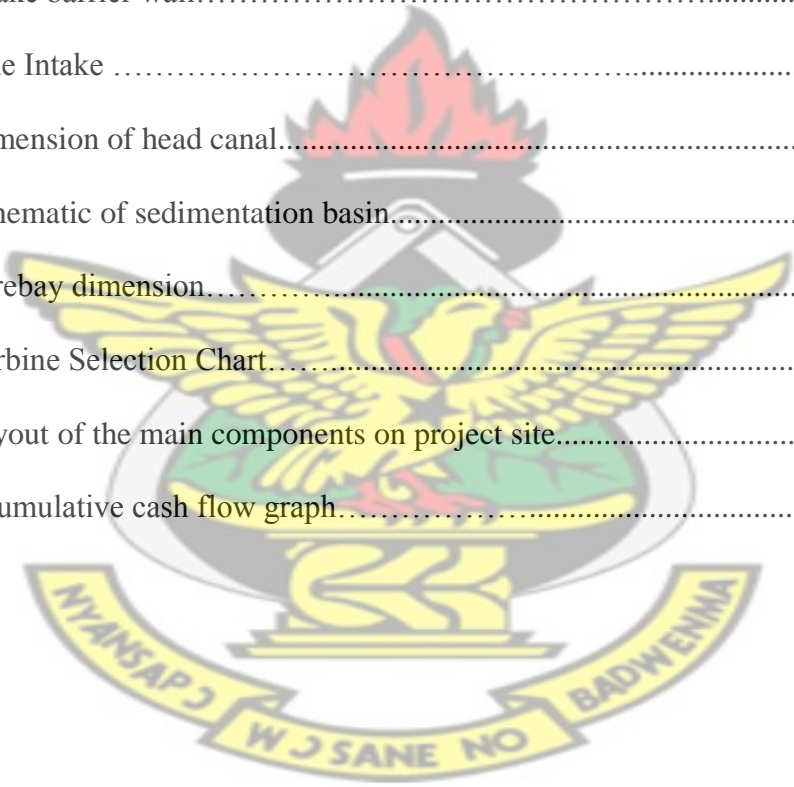 barrier wall……………………………………………………..........
e Intake …………………………………………..........................
mension of head canal.................................................................
hematic of sedimentation basin...................................................
rebay dimension…………...........................................................
rbine Selection Chart…….............................................................
yout of the main components on project site...............................
umulative cash flow graph………………..................................
NYANSAPƆ WƆ SANE NO BADWENMA